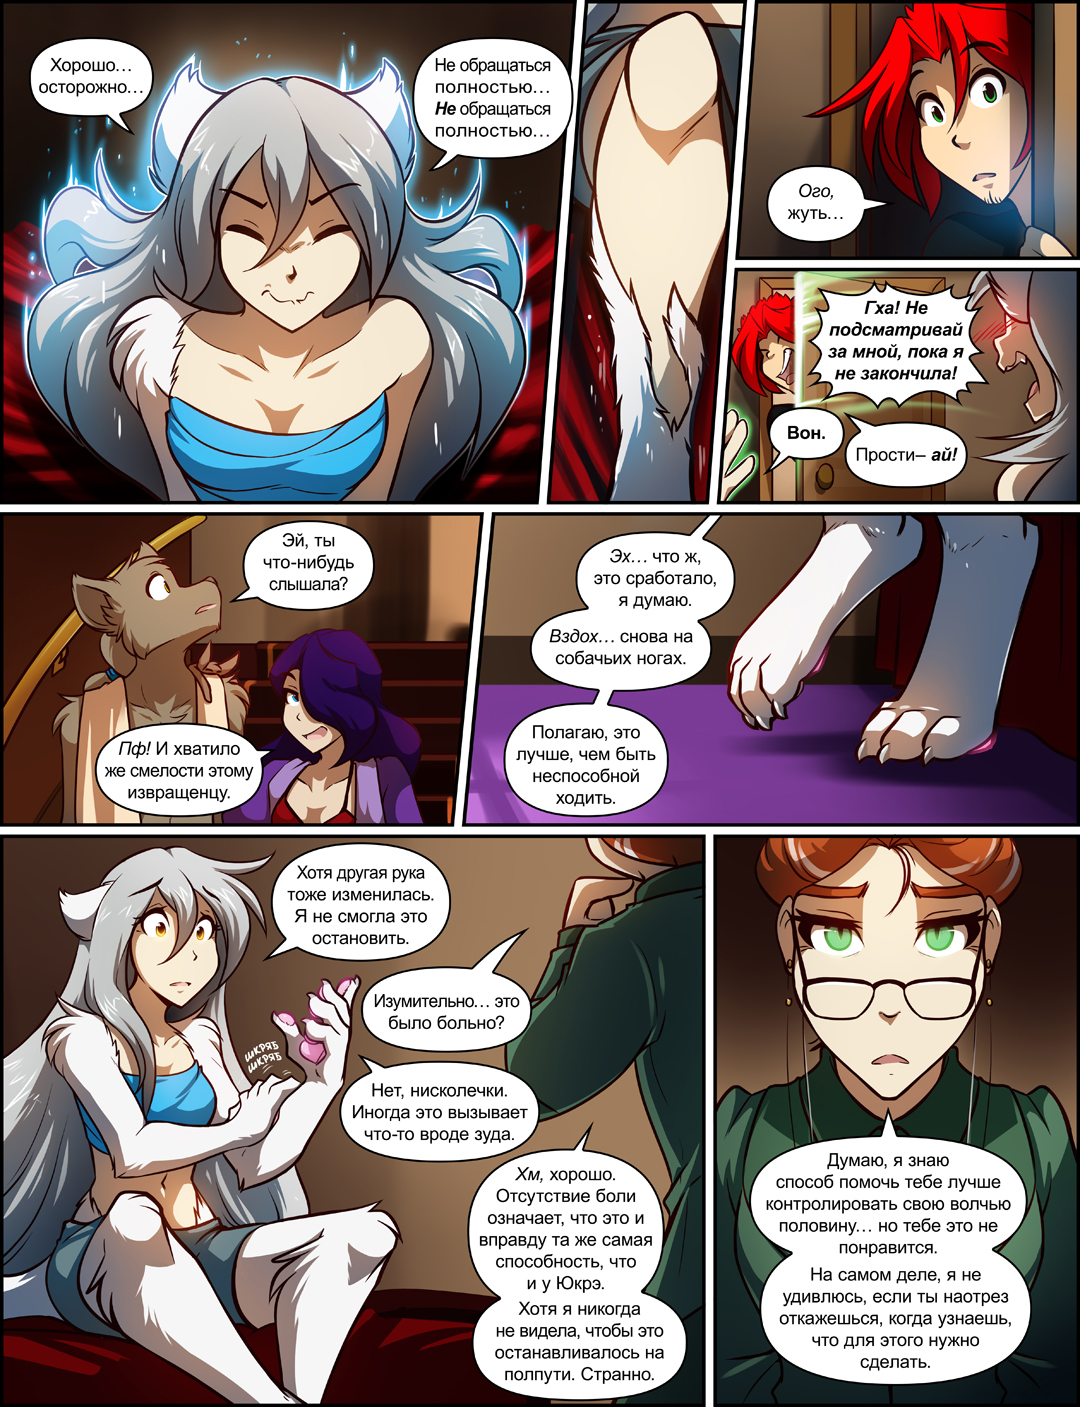 Хорошо...
осторожно...
Не обращаться
полностью...
Не обращаться
полностью...
Ого,
жуть...
Гха! Не
подсматривай
за мной, пока я
не закончила!
Вон.
Прости– ай!
Эй, ты
что-нибудь
слышала?
Пф! И хватило
же смелости этому
извращенцу.
Эх... что ж,
это сработало,
я думаю.
Вздох... снова на
собачьих ногах.
Полагаю, это
лучше, чем быть
неспособной
ходить.
Хотя другая рука
тоже изменилась.
Я не смогла это
остановить.
Изумительно... это
было больно?
шкряб
шкряб
Нет, нисколечки.
Иногда это вызывает
что-то вроде зуда.
Хм, хорошо.
Отсутствие боли
означает, что это и
вправду та же самая
способность, что
и у Юкрэ.
Хотя я никогда
не видела, чтобы это
останавливалось на
полпути. Странно.
Думаю, я знаю
способ помочь тебе лучше
контролировать свою волчью
половину... но тебе это не
понравится.
На самом деле, я не
удивлюсь, если ты наотрез
откажешься, когда узнаешь,
что для этого нужно
сделать.